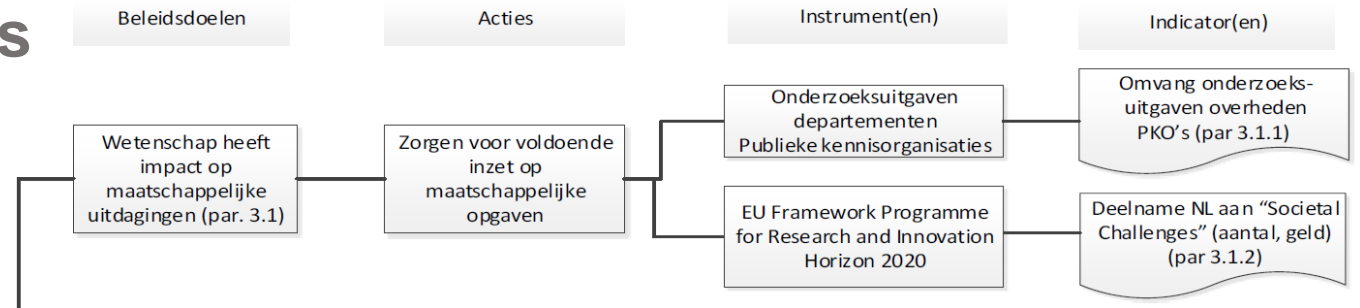 s
Beleidsdoelen
Acties
Instrument(en)
Indicator(en)
Wetenschap heeft
impact op
maatschappelijke
uitdagingen (par. 3.1)
Zorgen voor voldoende
inzet op
maatschappelijke
opgaven
Onderzoeksuitgaven
departementen
Publieke kennisorganisaties
Omvang onderzoeks-
uitgaven overheden
PKO's (par 3.1.1)
EU Framework Programme
for Research and Innovation
Horizon 2020
Deelname NL aan “Societal
Challenges” (aantal, geld)
(par 3.1.2)